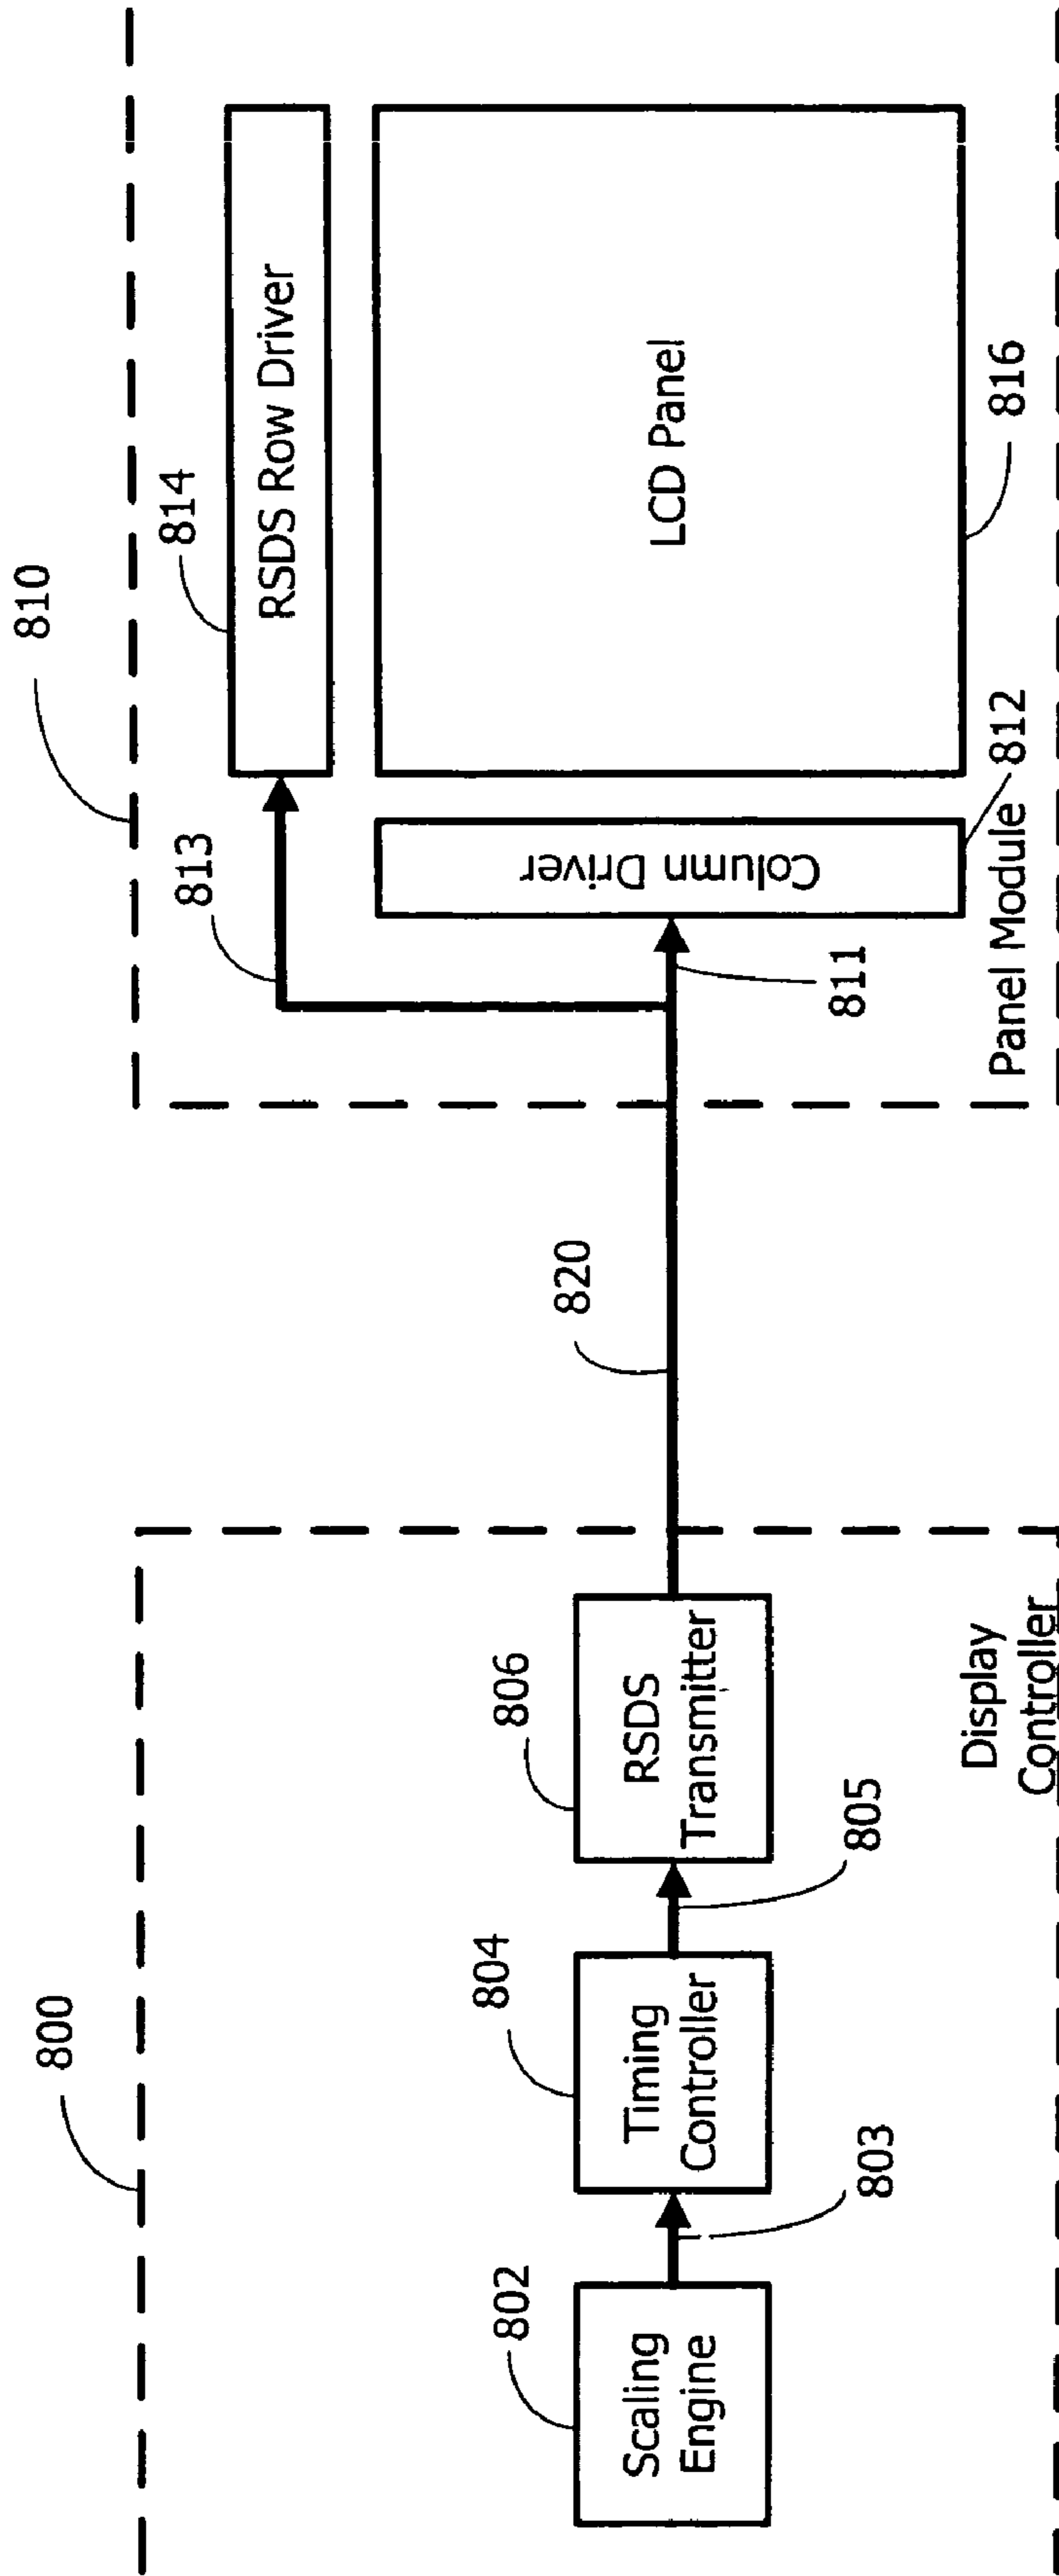 800
810
802
Scaling
Engine
803
804
Timing
Controller
805
806
RSDS
Transmitter
Display
Controller
820
813
814
RSDS Row Driver
811
Column Driver
812
LCD Panel
816
Panel Module